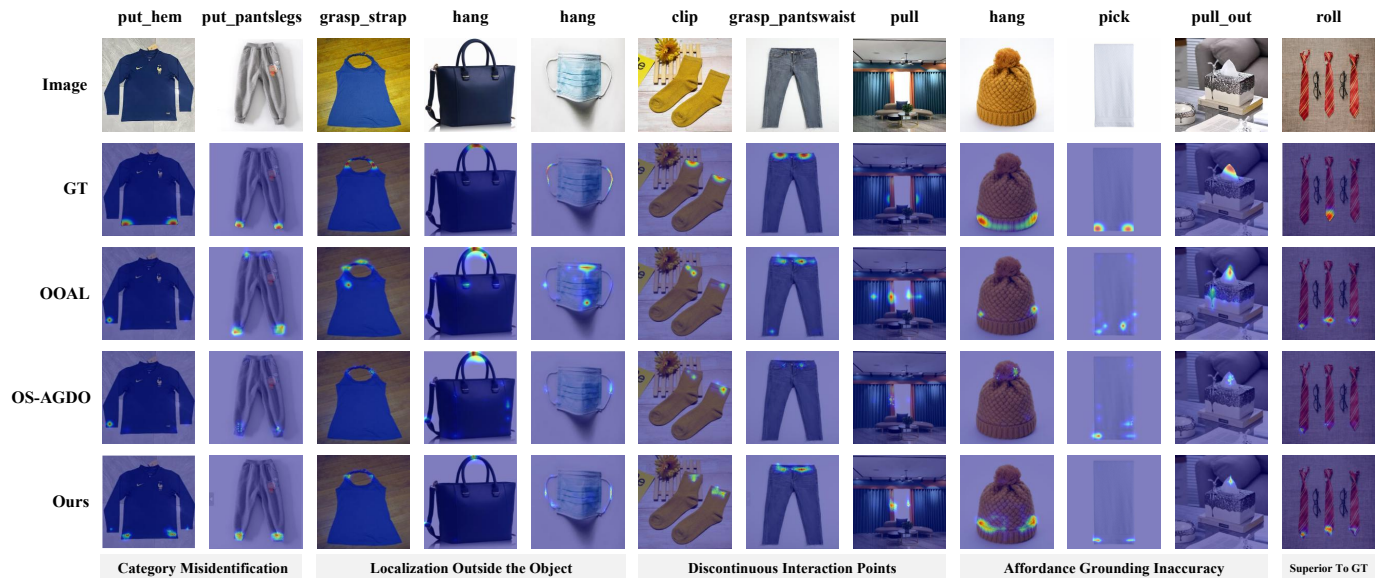 put_hem put_pantslegs grasp_strap hang hang clip grasp_pantswaist pull hang pick pull_out roll
Image
GT
OOAL
OS-AGDO
Ours
Category Misidentification Localization Outside the Object Discontinuous Interaction Points Affordance Grounding Inaccuracy Superior To GT